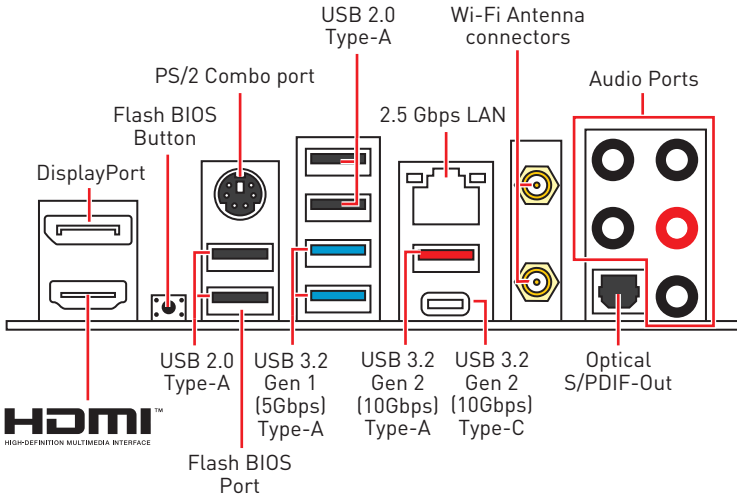 USB 2.0
Type-A
Wi-Fi Antenna
connectors
PS/2 Combo port
Audio Ports
Flash BIOS
Button
2.5 Gbps LAN
DisplayPort
USB 2.0
Type-A
USB 3.2
Gen 1
(5Gbps)
Type-A
USB 3.2
Gen 2
(10Gbps)
Type-A
USB 3.2
Gen 2
(10Gbps)
Type-C
Optical
S/PDIF-Out
HDMI™
HIGH-DEFINITION MULTIMEDIA INTERFACE
Flash BIOS
Port